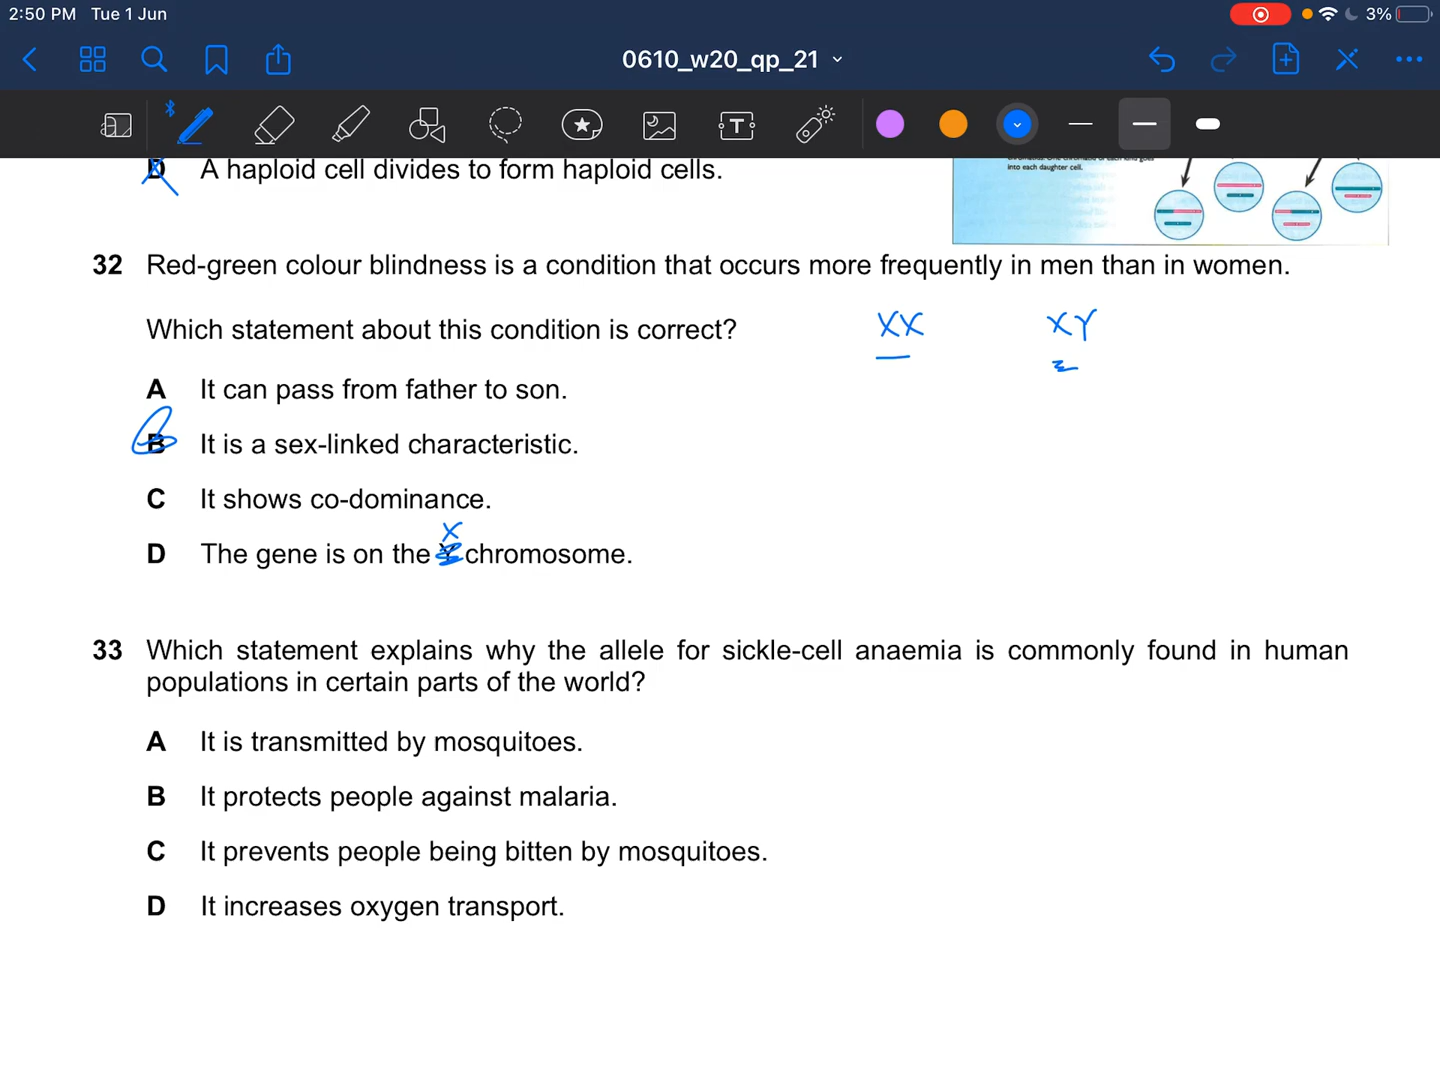 2:50 PM Tue 1 Jun 3%
0610_w20_qp_21
D A haploid cell divides to form haploid cells.
into each daughter cell.
32 Red-green colour blindness is a condition that occurs more frequently in men than in women.
Which statement about this condition is correct?
XX XY
A It can pass from father to son.
B It is a sex-linked characteristic.
C It shows co-dominance.
X
D The gene is on the Y chromosome.
33 Which statement explains why the allele for sickle-cell anaemia is commonly found in human
populations in certain parts of the world?
A It is transmitted by mosquitoes.
B It protects people against malaria.
C It prevents people being bitten by mosquitoes.
D It increases oxygen transport.